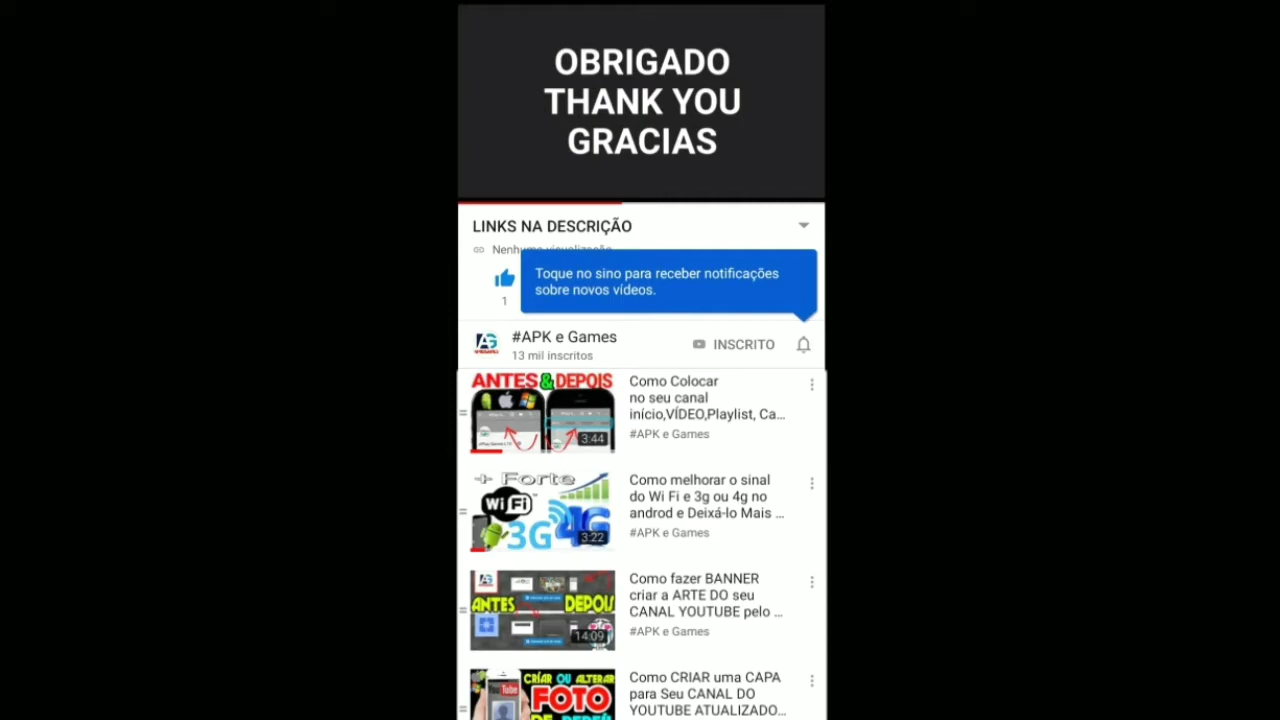 OBRIGADO
THANK YOU
GRACIAS
LINKS NA DESCRIÇÃO
Nenhuma visualização
Toque no sino para receber notificações
sobre novos vídeos.
1
#APK e Games
13 mil inscritos
INSCRITO
ANTES&DEPOIS
3:44
Como Colocar
no seu canal
início,VÍDEO,Playlist, Ca...
#APK e Games
+ Forte
Wi Fi
3G 4G
3:22
Como melhorar o sinal
do Wi Fi e 3g ou 4g no
androd e Deixá-lo Mais ...
#APK e Games
ANTES DEPOIS
14:09
Como fazer BANNER
criar a ARTE DO seu
CANAL YOUTUBE pelo ...
#APK e Games
CRIAR OU ALTERAR
FOTO
Tube
Como CRIAR uma CAPA
para Seu CANAL DO
YOUTUBE ATUALIZADO...